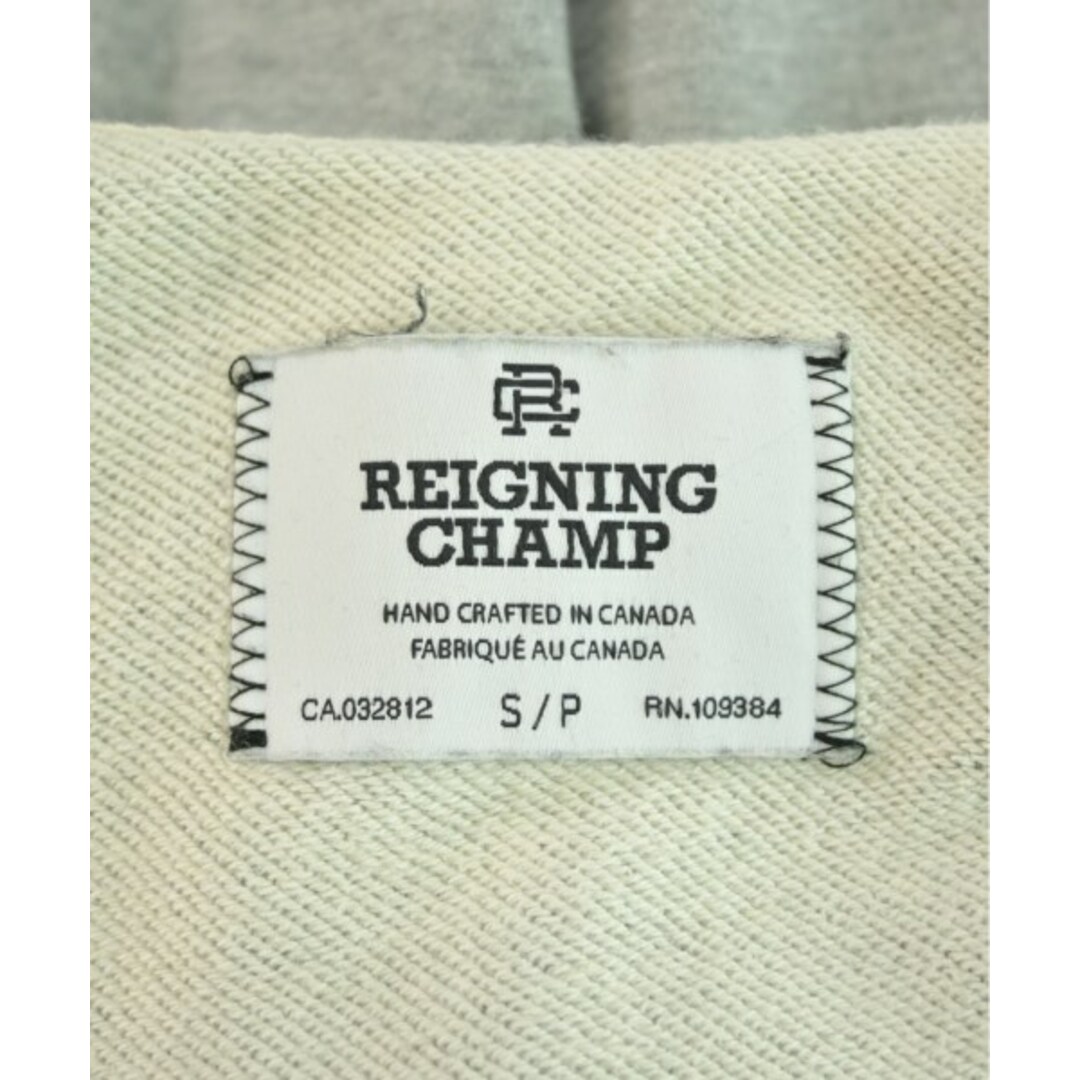 RC
REIGNING
CHAMP
HAND CRAFTED IN CANADA
FABRIQUÉ AU CANADA
CA.032812 S / P RN.109384